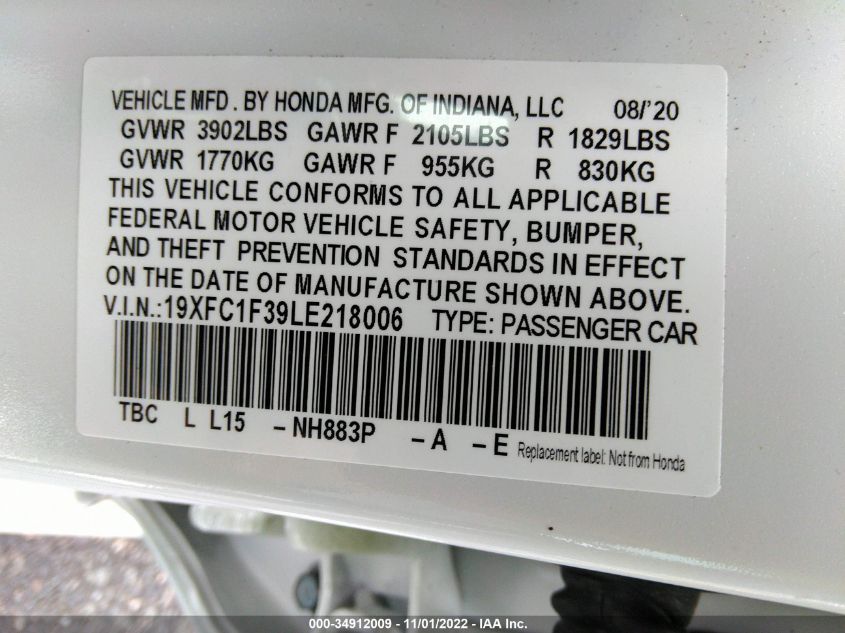 VEHICLE MFD. BY HONDA MFG. OF INDIANA, LLC 08/'20
GVWR 3902LBS GAWR F 2105LBS R 1829LBS
GVWR 1770KG GAWR F 955KG R 830KG
THIS VEHICLE CONFORMS TO ALL APPLICABLE
FEDERAL MOTOR VEHICLE SAFETY, BUMPER,
AND THEFT PREVENTION STANDARDS IN EFFECT
ON THE DATE OF MANUFACTURE SHOWN ABOVE.
V.I.N.:19XFC1F39LE218006 TYPE: PASSENGER CAR
TBC L L15 -NH883P -A -E Replacement label: Not from Honda
000-34912009 - 11/01/2022 - IAA Inc.